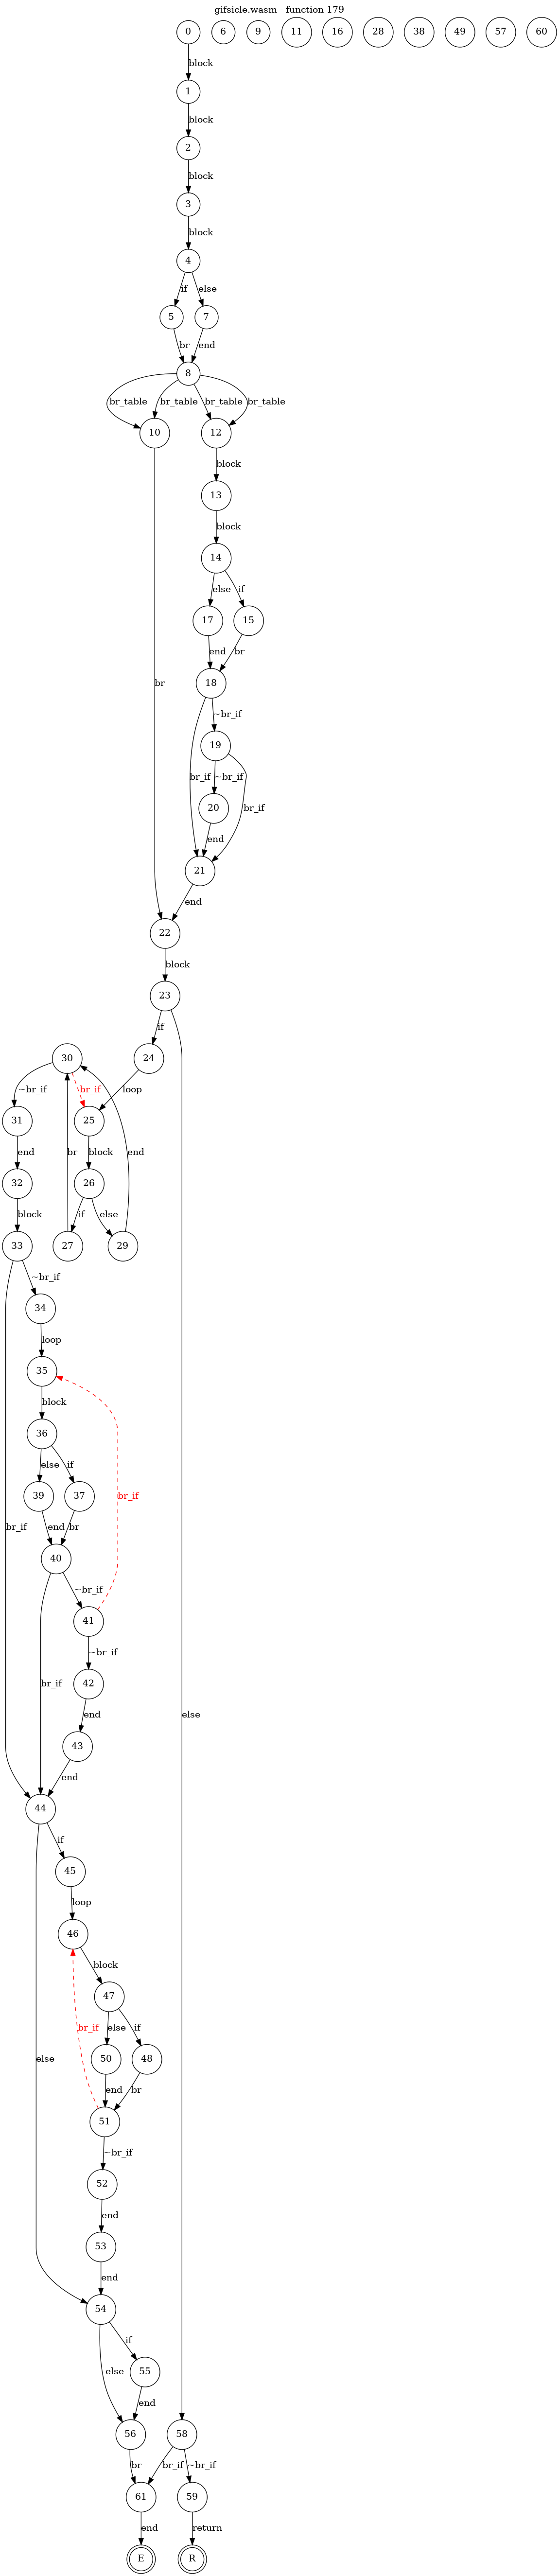 gifsicle.wasm - function 179
0 6 9 11 16 28 38 49 57 60
block
1
block
2
block
3
block
4
if else
5 7
br end
8
br_table br_table br_table br_table
10 12
block
13
block
14
else if
17 15
end br
br 18
~br_if
19
br_if ~br_if
20 br_if
end
21
end
22
block
23
if
30 24
~br_if br_if loop
31 25
end br block end
32 26
block if else
33 27 29
~br_if
34
loop
35
block
36
else if
39 37
br_if end br br_if
40
~br_if
41
br_if ~br_if
42 else
end
43
end
44
if
45
loop
46
block
47
br_if else if
else 50 48
end br
51
~br_if
52
end
53
end
54
if
else 55
end
56 58
br br_if ~br_if
61 59
end return
E R